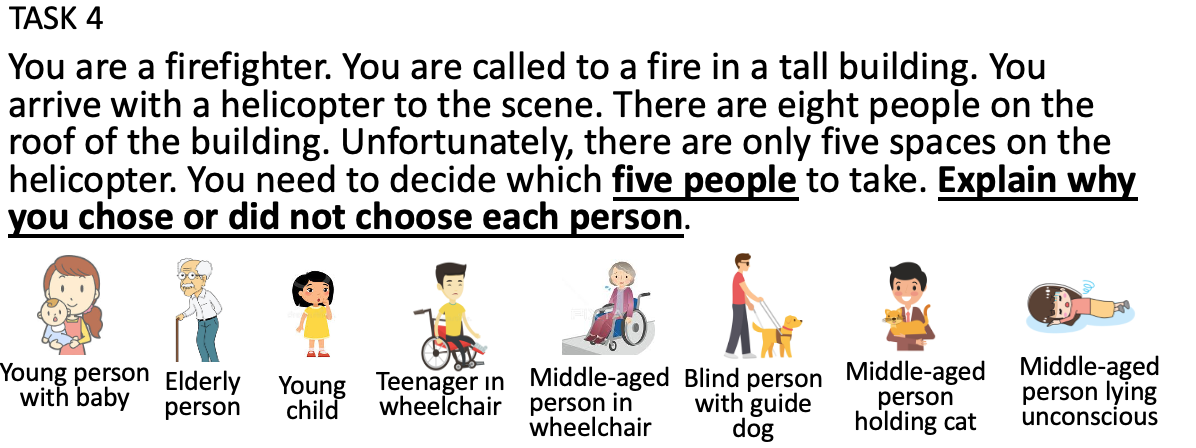 TASK 4
You are a firefighter. You are called to a fire in a tall building. You
arrive with a helicopter to the scene. There are eight people on the
roof of the building. Unfortunately, there are only five spaces on the
helicopter. You need to decide which five people to take. Explain why
you chose or did not choose each person.
Young person
with baby
Elderly
person
Young
child
Teenager in
wheelchair
Middle-aged
person in
wheelchair
Blind person
with guide
dog
Middle-aged
person
holding cat
Middle-aged
person lying
unconscious